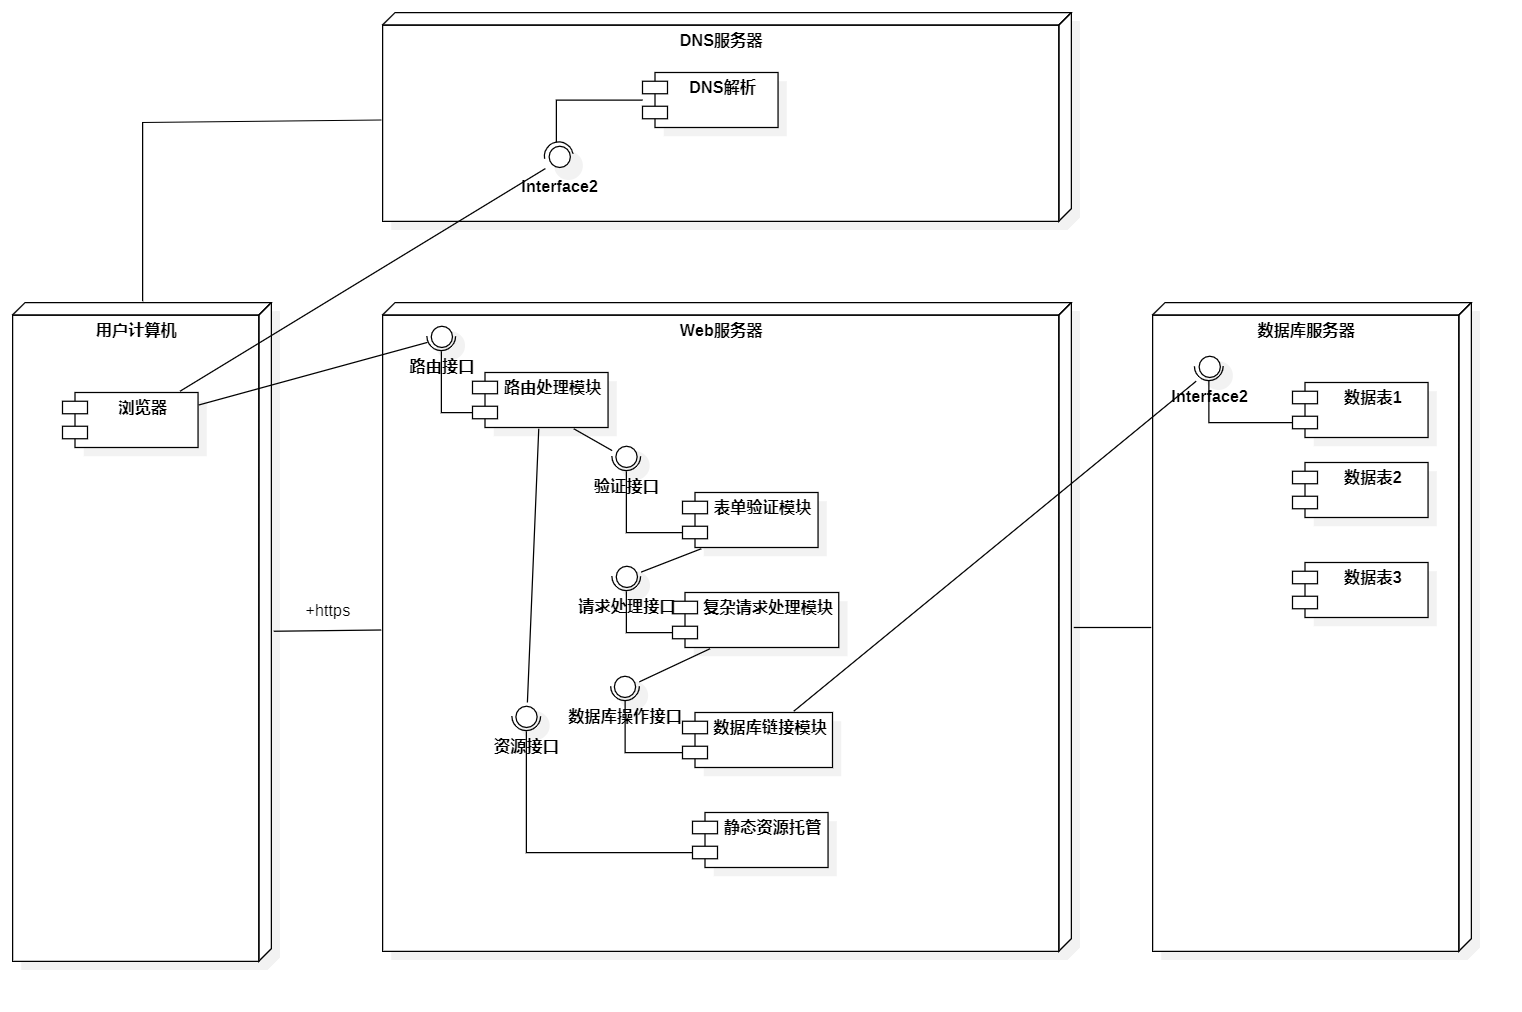 DNS服务器
DNS解析
Interface2
用户计算机
浏览器
+https
Web服务器
路由接口
路由处理模块
验证接口
表单验证模块
请求处理接口
复杂请求处理模块
数据库操作接口
数据库链接模块
资源接口
静态资源托管
数据库服务器
Interface2
数据表1
数据表2
数据表3